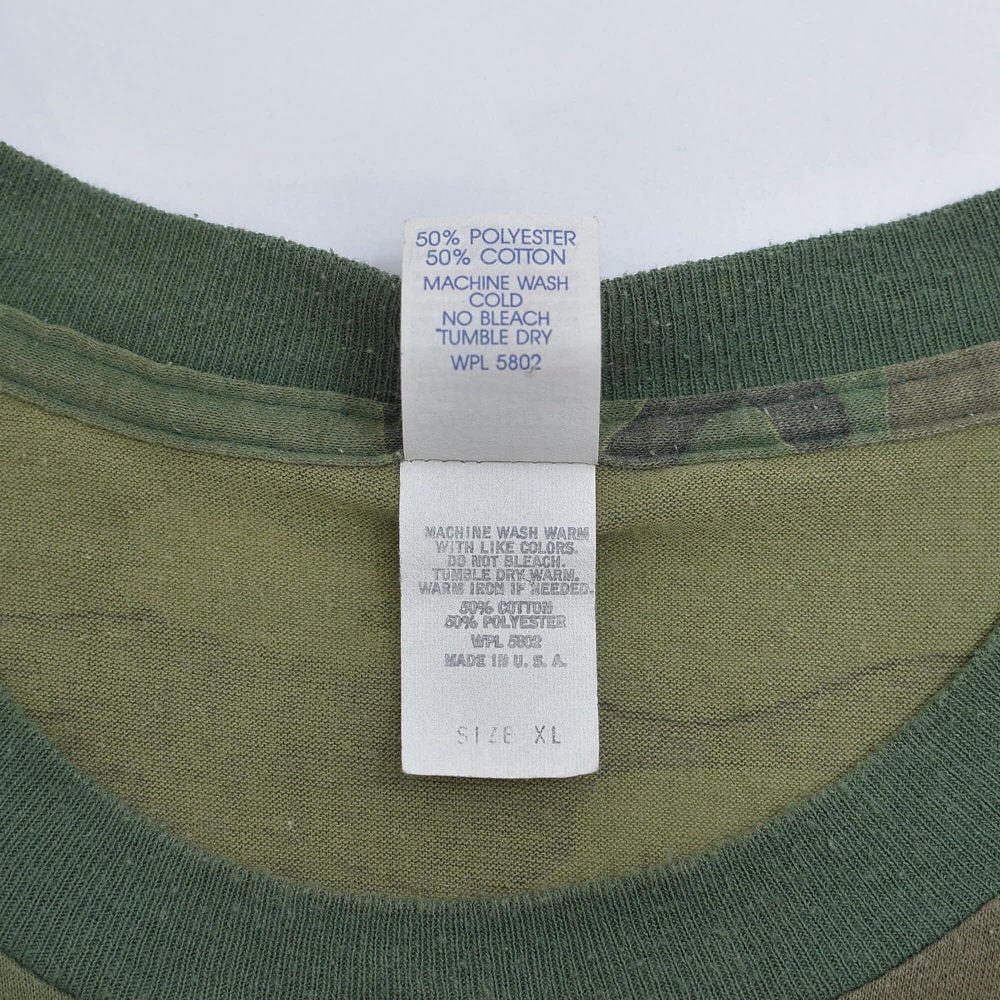 50% POLYESTER
50% COTTON
MACHINE WASH
COLD
NO BLEACH
TUMBLE DRY
WPL 5802
MACHINE WASH WARM
WITH LIKE COLORS.
DO NOT BLEACH.
TUMBLE DRY WARM.
WARM IRON IF NEEDED.
50% COTTON
50% POLYESTER
WPL 5802
MADE IN U. S. A.
SIZE XL